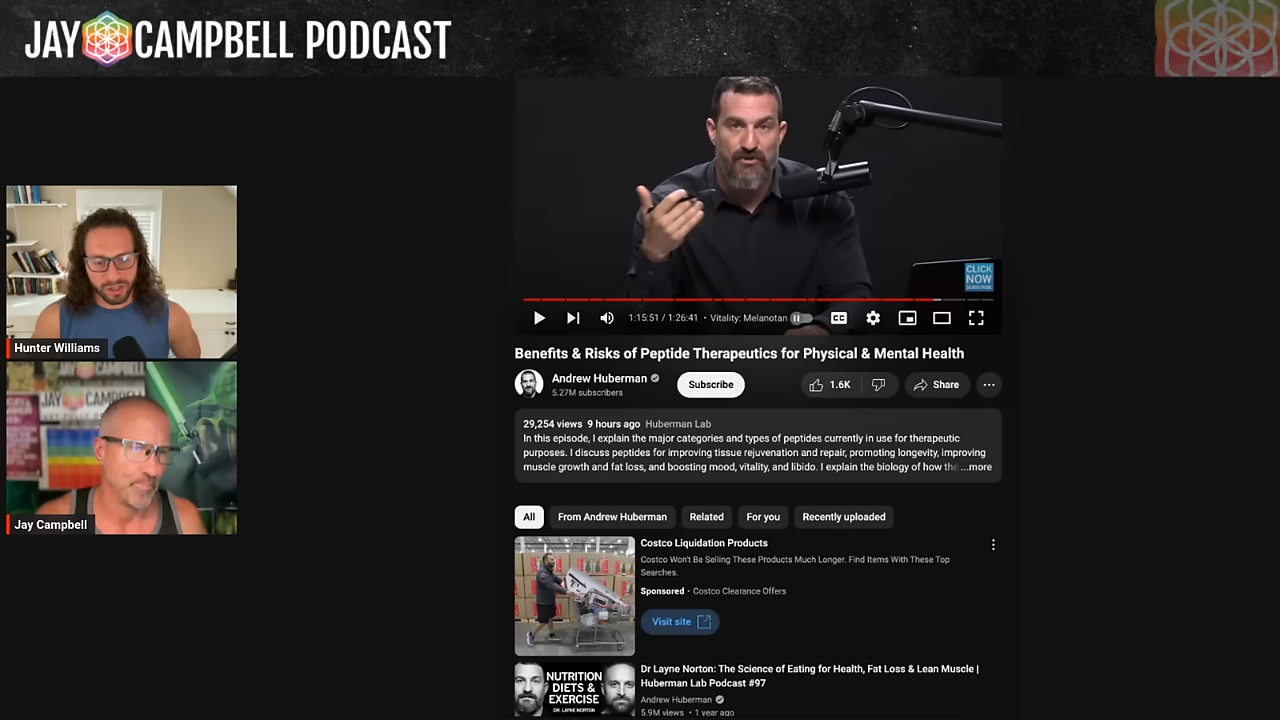 JAY CAMPBELL PODCAST
Hunter Williams
CAMPBELL
Jay Campbell
CLICK
NOW
SUBSCRIBE
1:15:51 / 1:26:41 • Vitality: Melanotan
CC
Benefits & Risks of Peptide Therapeutics for Physical & Mental Health
Andrew Huberman
5.27M subscribers
Subscribe
1.6K
Share
29,254 views 9 hours ago Huberman Lab
In this episode, I explain the major categories and types of peptides currently in use for therapeutic
purposes. I discuss peptides for improving tissue rejuvenation and repair, promoting longevity, improving
muscle growth and fat loss, and boosting mood, vitality, and libido. I explain the biology of how the ...more
All
From Andrew Huberman
Related
For you
Recently uploaded
Costco Liquidation Products
Costco Won't Be Selling These Products Much Longer. Find Items With These Top
Searches.
Sponsored · Costco Clearance Offers
Visit site
NUTRITION
DIETS &
EXERCISE
DR. LAYNE NORTON
Dr Layne Norton: The Science of Eating for Health, Fat Loss & Lean Muscle |
Huberman Lab Podcast #97
Andrew Huberman
5.9M views • 1 year ago